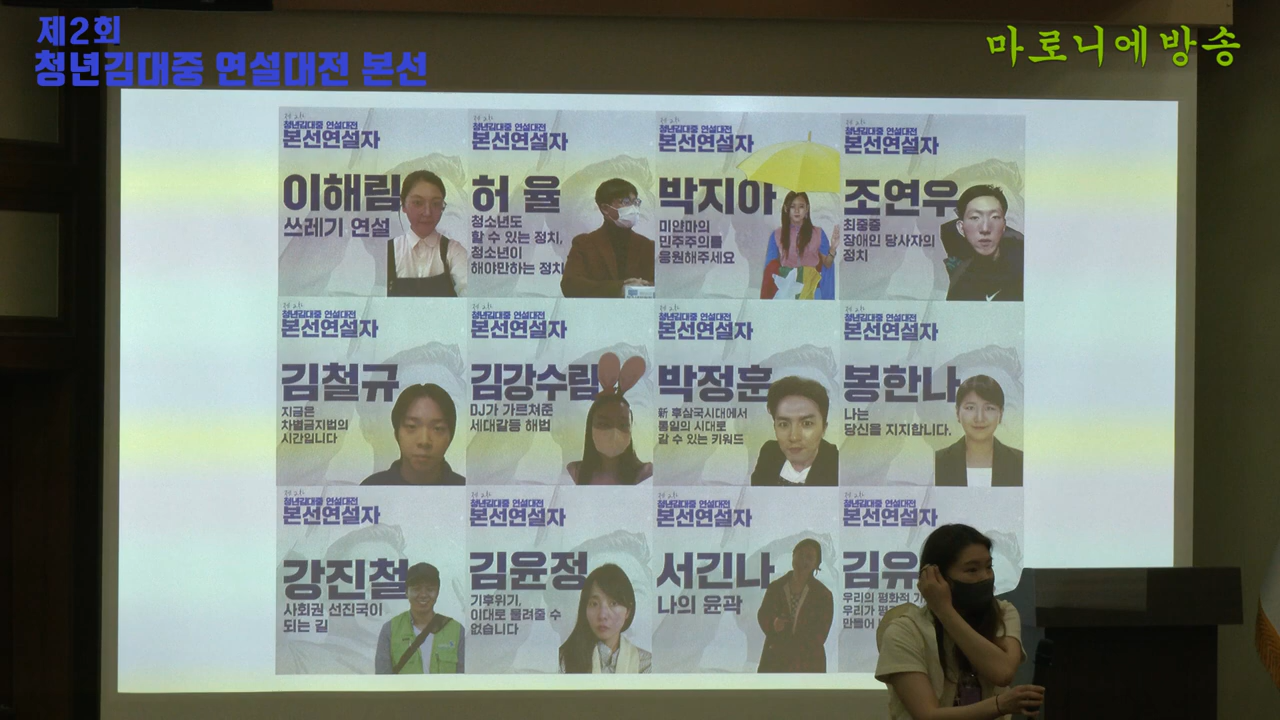 제2회
청년김대중 연설대전 본선
마로니에방송
청년김대중 연설대전
본선연설자
이해림
쓰레기 연설
청년김대중 연설대전
본선연설자
허 율
청소년도
할 수 있는 정치,
청소년이
해야만하는 정치
청년김대중 연설대전
본선연설자
박지아
미얀마의
민주주의를
응원해주세요
청년김대중 연설대전
본선연설자
조연우
최중증
장애인 당사자의
정치
청년김대중 연설대전
본선연설자
김철규
지금은
차별금지법의
시간입니다
청년김대중 연설대전
본선연설자
김강수림
DJ가 가르쳐준
세대갈등 해법
청년김대중 연설대전
본선연설자
박정훈
新 후삼국시대에서
통일의 시대로
갈 수 있는 키워드
청년김대중 연설대전
본선연설자
봉한나
나는
당신을 지지합니다.
청년김대중 연설대전
본선연설자
강진철
사회권 선진국이
되는 길
청년김대중 연설대전
본선연설자
김윤정
기후위기,
이대로 물려줄 수
없습니다
청년김대중 연설대전
본선연설자
서긴나
나의 윤곽
청년김대중 연설대전
본선연설자
김유
우리의 평화적
우리가
만들어